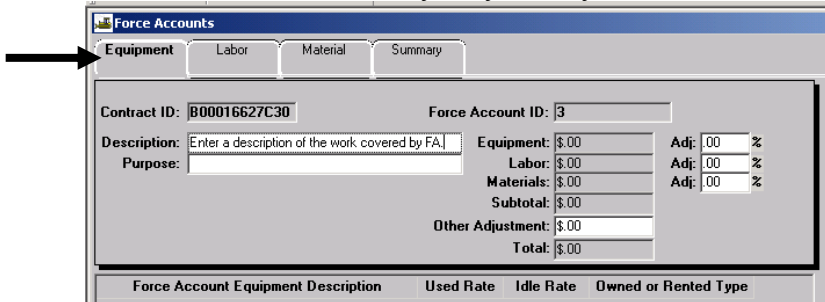 Force Accounts
Equipment Labor Material Summary
Contract ID: B00016627C30 Force Account ID: 3
Description: Enter a description of the work covered by FA. Equipment: $.00 Adj: .00 %
Purpose: Labor: $.00 Adj: .00 %
Materials: $.00 Adj: .00 %
Subtotal: $.00
Other Adjustment: $.00
Total: $.00
Force Account Equipment Description Used Rate Idle Rate Owned or Rented Type